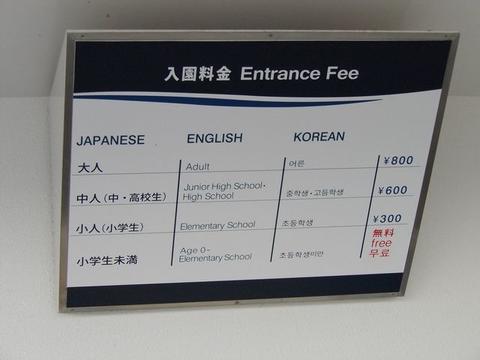 入園料金 Entrance Fee
JAPANESE ENGLISH KOREAN
大人 Adult 어른 ¥800
中人(中・高校生) Junior High School・ High School 중학생・고등학생 ¥600
小人(小学生) Elementary School 초등학생 ¥300
小学生未満 Age 0- Elementary School 초등학생미만 無料 free 무료